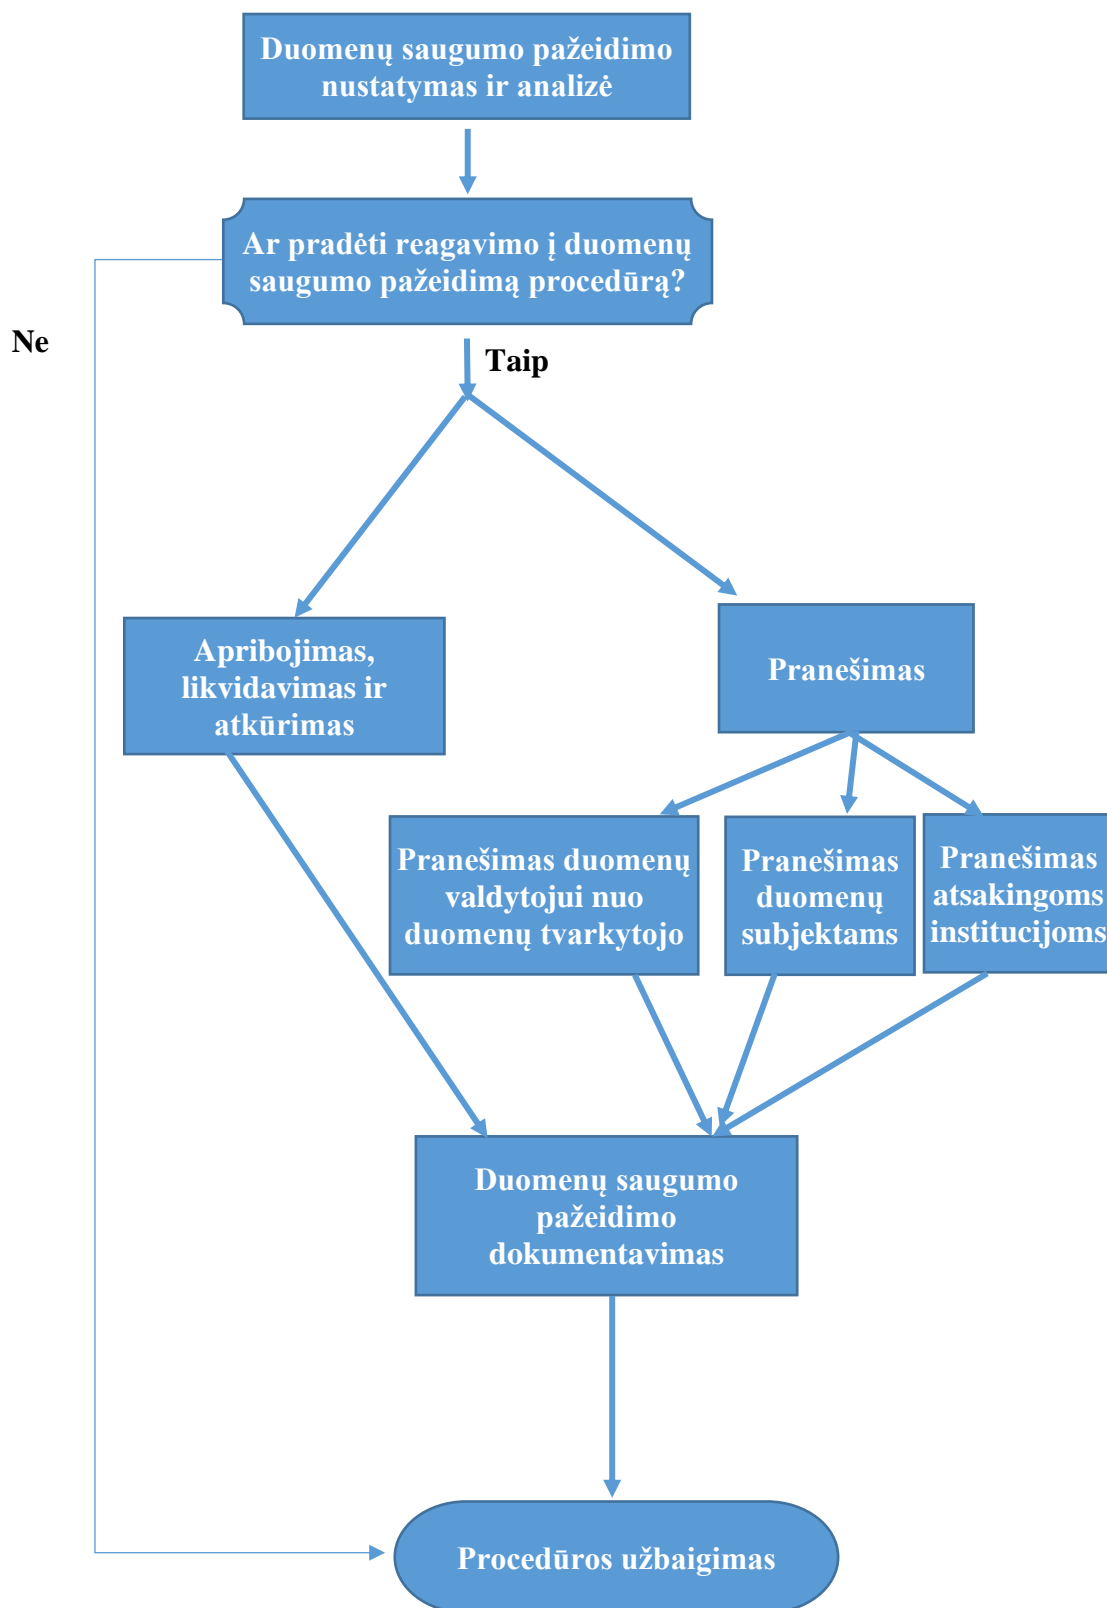 Duomenų saugumo pažeidimo
nustatymas ir analizė
Ar pradėti reagavimo į duomenų
saugumo pažeidimą procedūrą?
Ne
Taip
Apribojimas,
likvidavimas ir
atkūrimas
Pranešimas
Pranešimas duomenų
valdytojui nuo
duomenų tvarkytojo
Pranešimas
duomenų
subjektams
Pranešimas
atsakingoms
institucijoms
Duomenų saugumo
pažeidimo
dokumentavimas
Procedūros užbaigimas